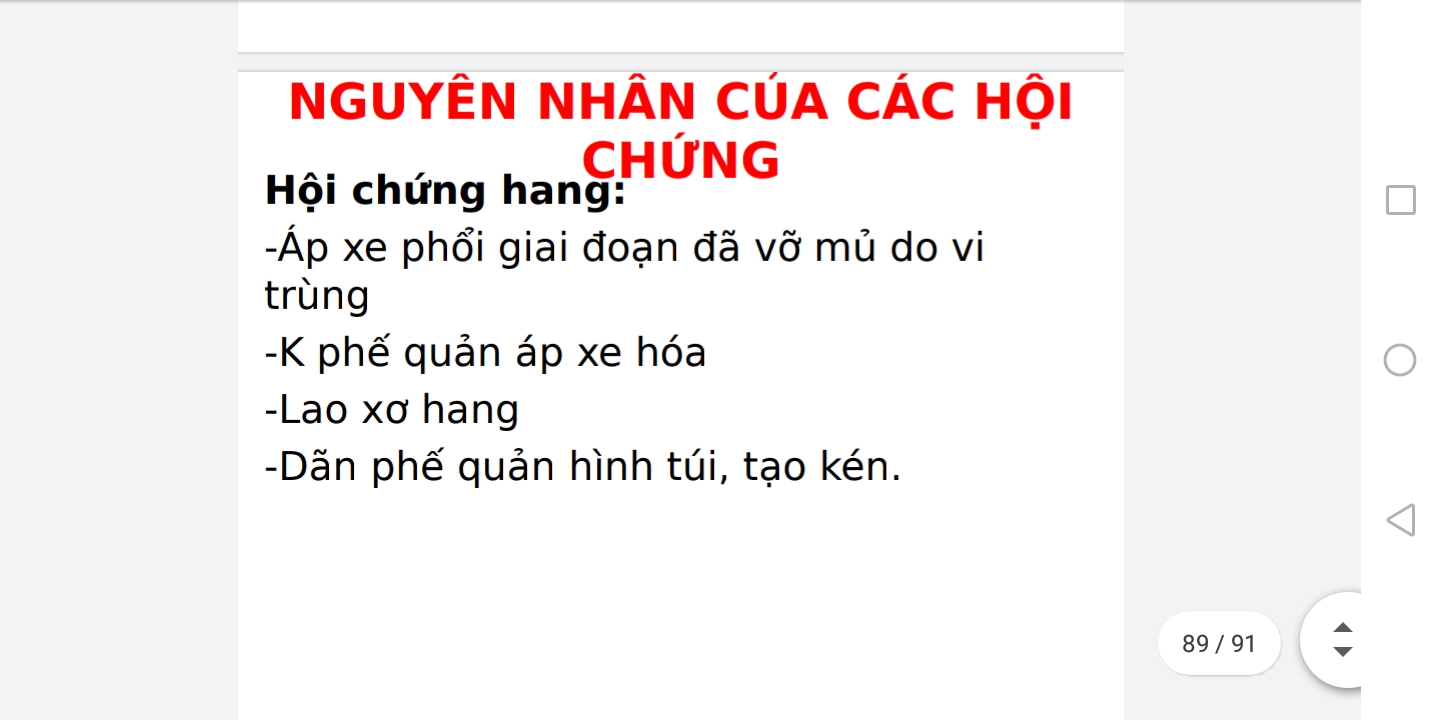 NGUYÊN NHÂN CỦA CÁC HỘI
CHỨNG
Hội chứng hang:
-Áp xe phổi giai đoạn đã vỡ mủ do vi
trùng
-K phế quản áp xe hóa
-Lao xơ hang
-Dãn phế quản hình túi, tạo kén.
89 / 91